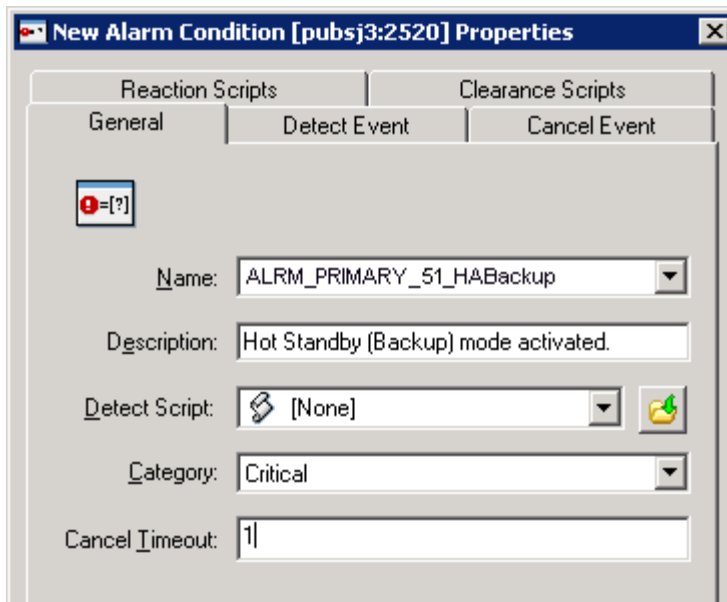 New Alarm Condition [pubsj3:2520] Properties
Reaction Scripts Clearance Scripts
General Detect Event Cancel Event
!=[?]
Name: ALRM_PRIMARY_51_HABackup
Description: Hot Standby (Backup) mode activated.
Detect Script: [None]
Category: Critical
Cancel Timeout: 1